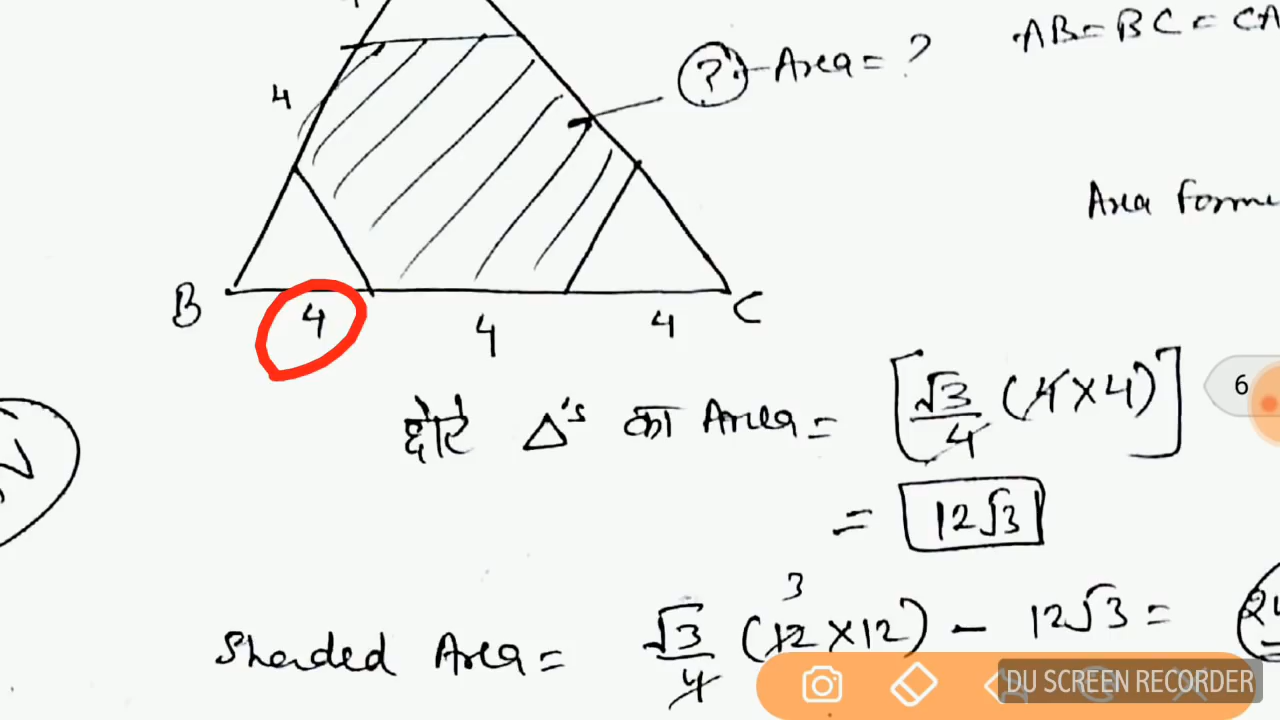 4
? Area = ?
AB = BC = CA
Area
B 4 4 4 C
छोटे Δ's का Area = [√3/4 (4×4)]
6
= 12√3
3
Shaded Area = √3/4 (12×12) - 12√3 =
DU SCREEN RECORDER